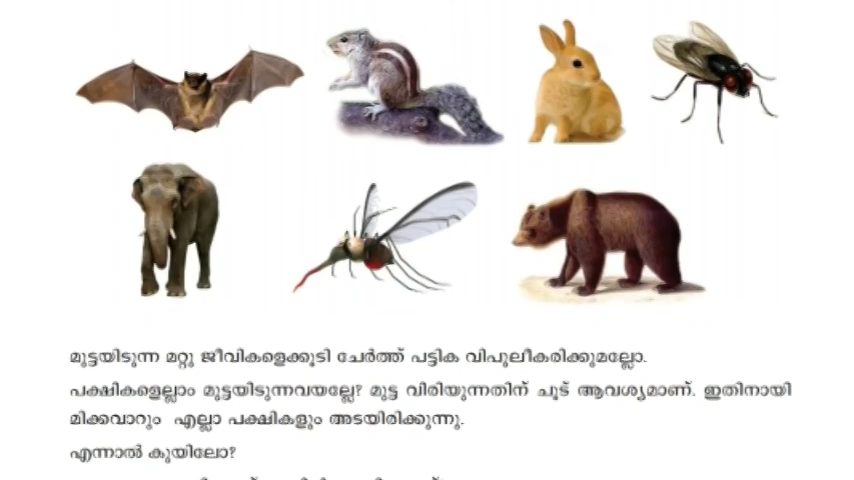 മുട്ടയിടുന്ന മറ്റു ജീവികളെക്കൂടി ചേർത്ത് പട്ടിക വിപുലീകരിക്കുമല്ലോ.
പക്ഷികളെല്ലാം മുട്ടയിടുന്നവയല്ലേ? മുട്ട വിരിയുന്നതിന് ചൂട് ആവശ്യമാണ്. ഇതിനായി
മിക്കവാറും എല്ലാ പക്ഷികളും അടയിരിക്കുന്നു.
എന്നാൽ കുയിലോ?